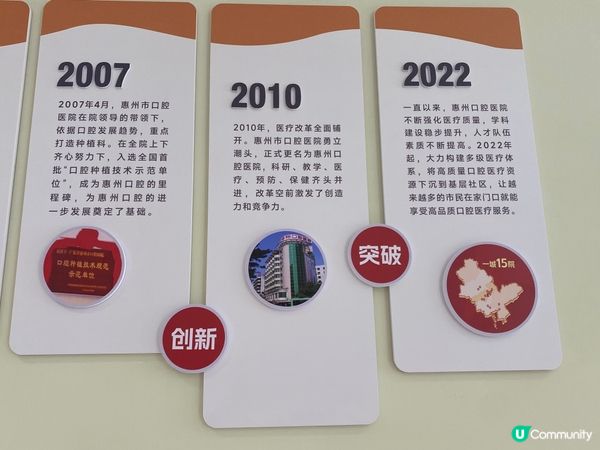 2007
2007年4月，惠州市口腔
医院在院领导的带领下，
依据口腔发展趋势，重点
打造种植科。在全院上下
齐心努力下，入选全国首
批“口腔种植技术示范单
位”，成为惠州口腔的里
程碑，为惠州口腔的进一
步发展奠定了基础。
口腔种植技术规范
示范单位
创新
2010
2010年，医疗改革全面铺
开。惠州市口腔医院勇立
潮头，正式更名为惠州口
腔医院，科研、教学、医
疗、预防、保健齐头并
进，改革空前激发了创造
力和竞争力。
突破
2022
一直以来，惠州口腔医院
不断强化医疗质量，学科
建设稳步提升，人才队伍
素质不断提高。2022年
起，大力构建多级医疗体
系，将高质量口腔医疗资
源下沉到基层社区，让越
来越多的市民在家门口就能
享受高品质口腔医疗服务。
一城15院
U Community